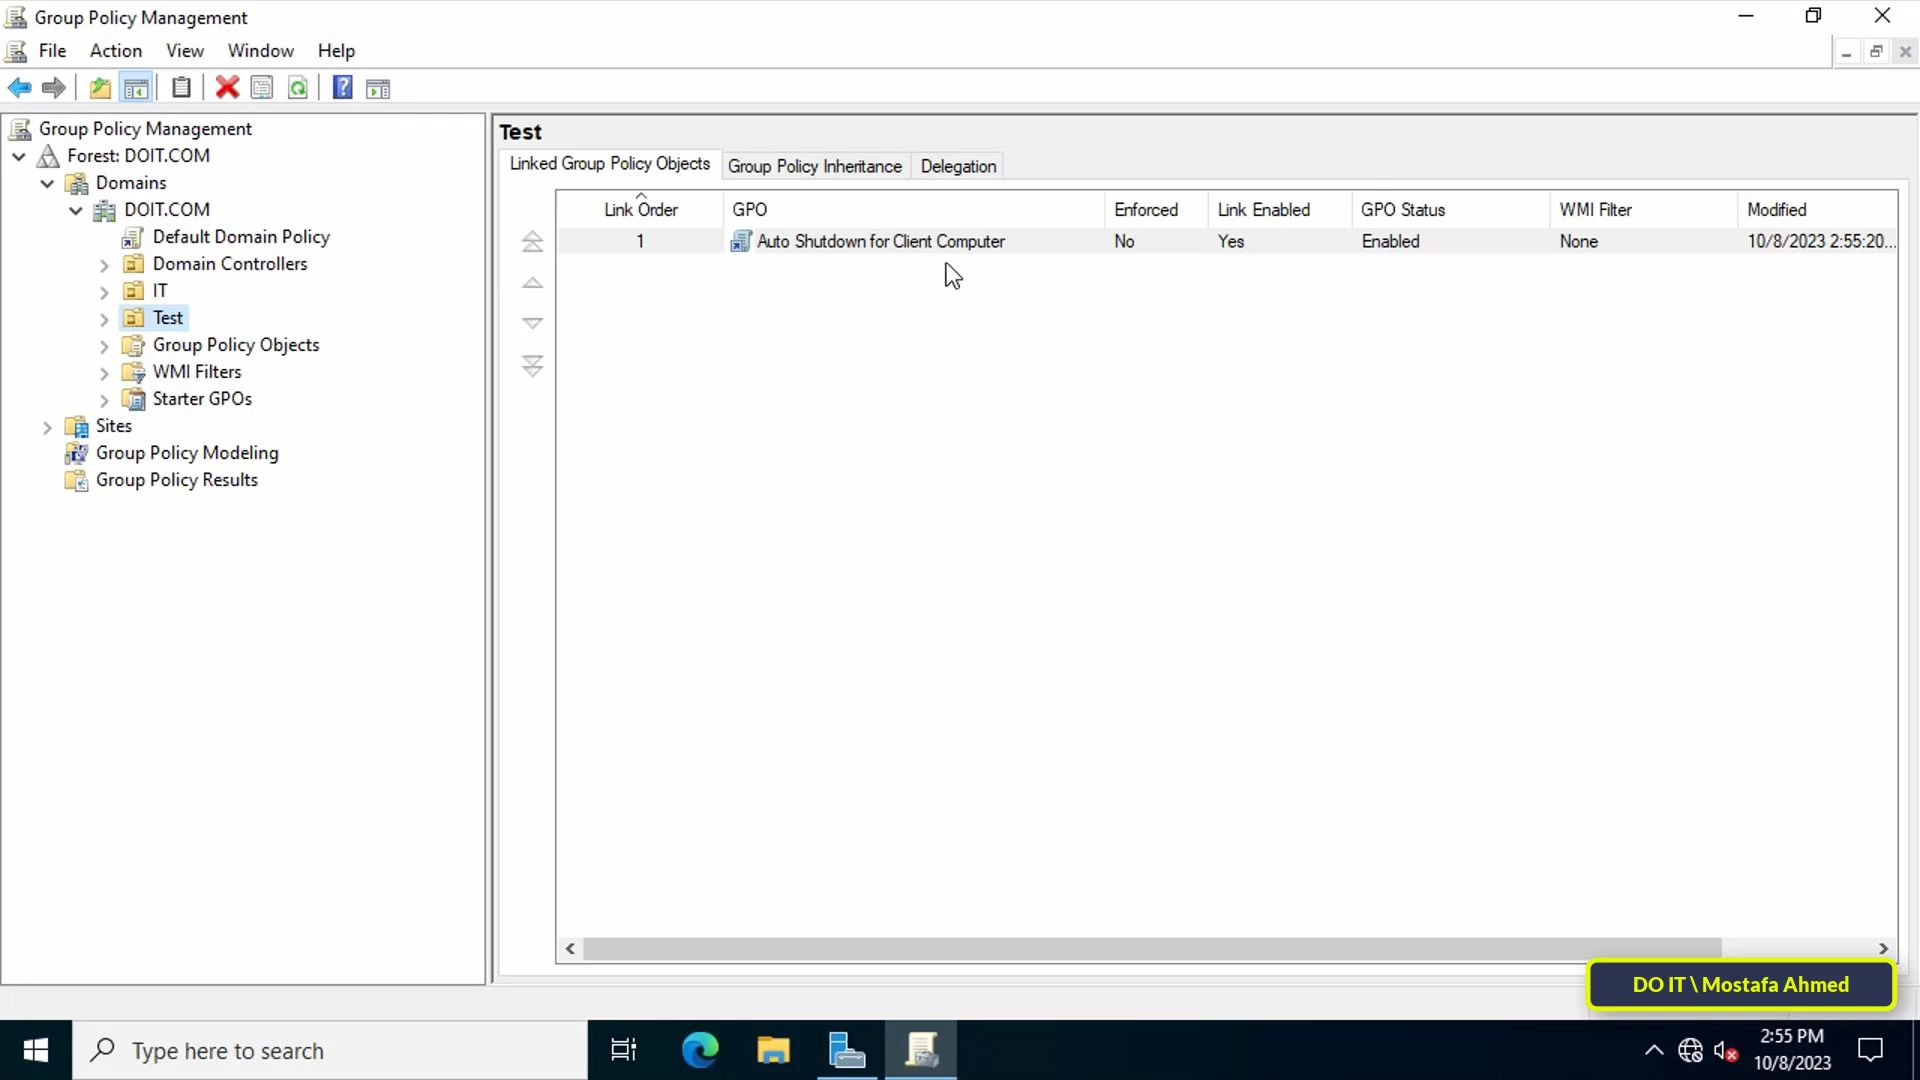 Group Policy Management
File Action View Window Help
Group Policy Management
Forest: DOIT.COM
Domains
DOIT.COM
Default Domain Policy
Domain Controllers
IT
Test
Group Policy Objects
WMI Filters
Starter GPOs
Sites
Group Policy Modeling
Group Policy Results
Test
Linked Group Policy Objects Group Policy Inheritance Delegation
Link Order GPO Enforced Link Enabled GPO Status WMI Filter Modified
1 Auto Shutdown for Client Computer No Yes Enabled None 10/8/2023 2:55:20...
DO IT \ Mostafa Ahmed
Type here to search
2:55 PM
10/8/2023